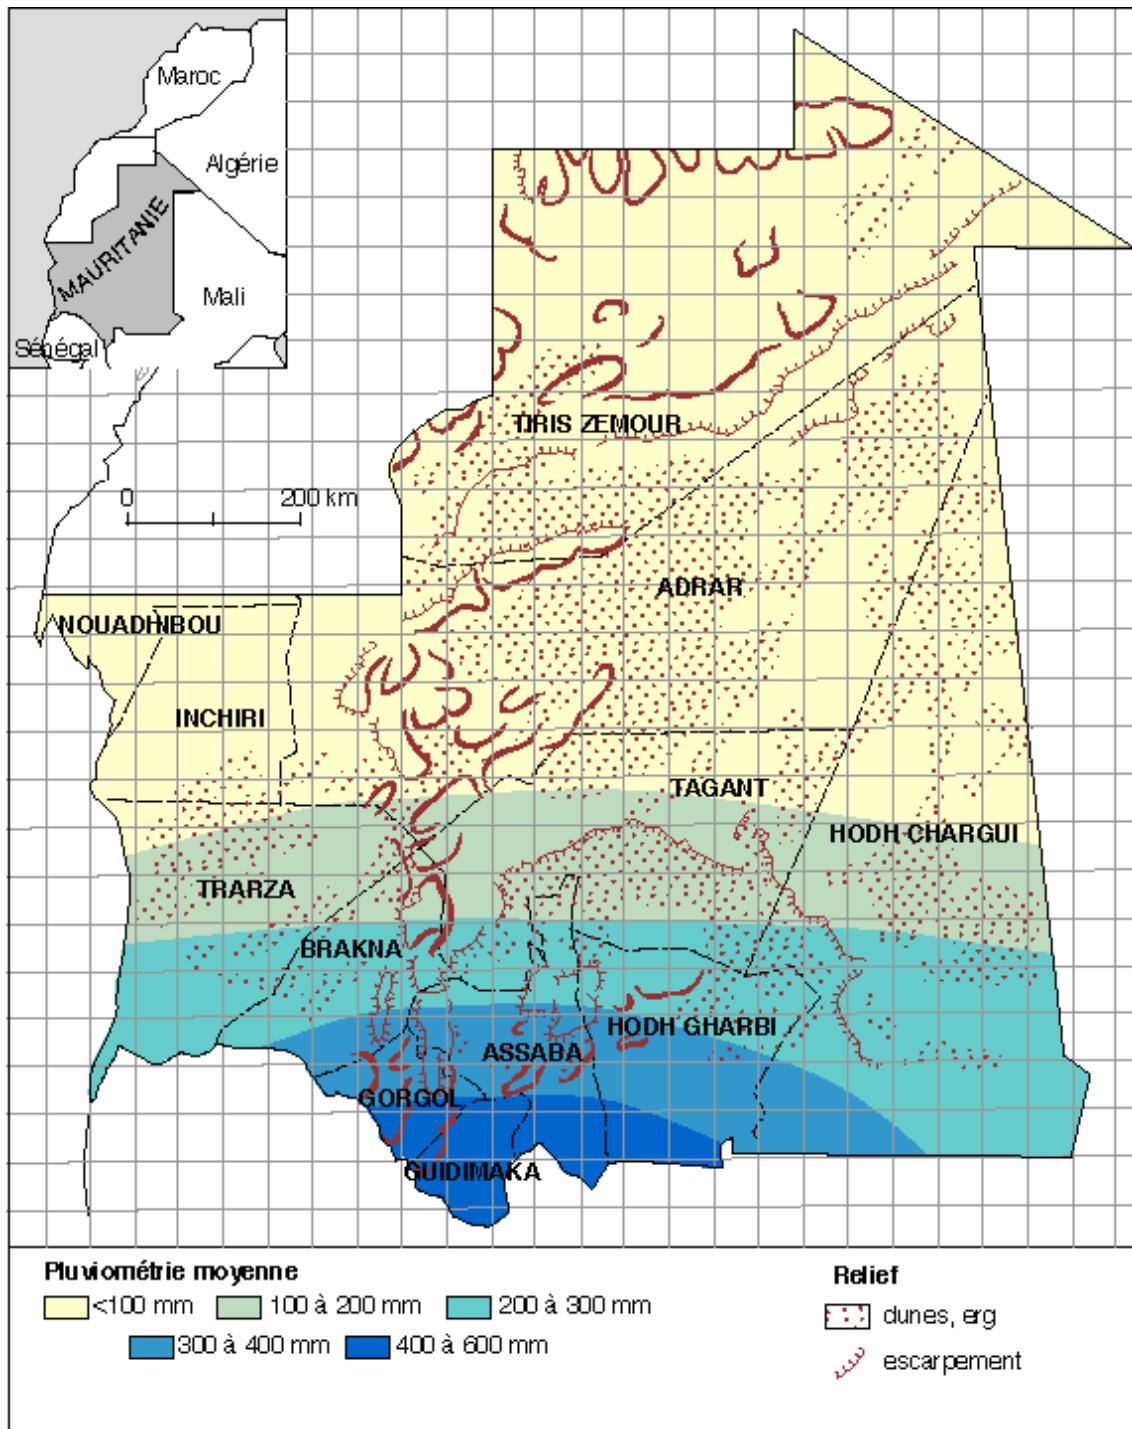 Maroc
Algérie
MAURITANIE
Mali
Sénégal
TIRIS ZEMOUR
0 200 km
ADRAR
NOUADHIBOU
INCHIRI
TAGANT
HODH CHARGUI
TRARZA
BRAKNA
HODH GHARBI
ASSABA
GORGOL
GUIDIMAKA
Pluviométrie moyenne
<100 mm 100 à 200 mm 200 à 300 mm
300 à 400 mm 400 à 600 mm
Relief
dunes, erg
escarpement